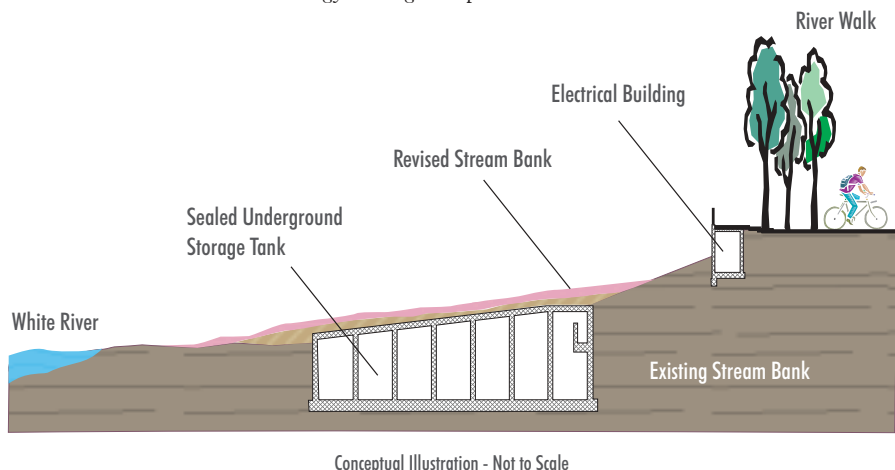 River Walk
Electrical Building
Revised Stream Bank
Sealed Underground
Storage Tank
White River
Existing Stream Bank
Conceptual Illustration - Not to Scale